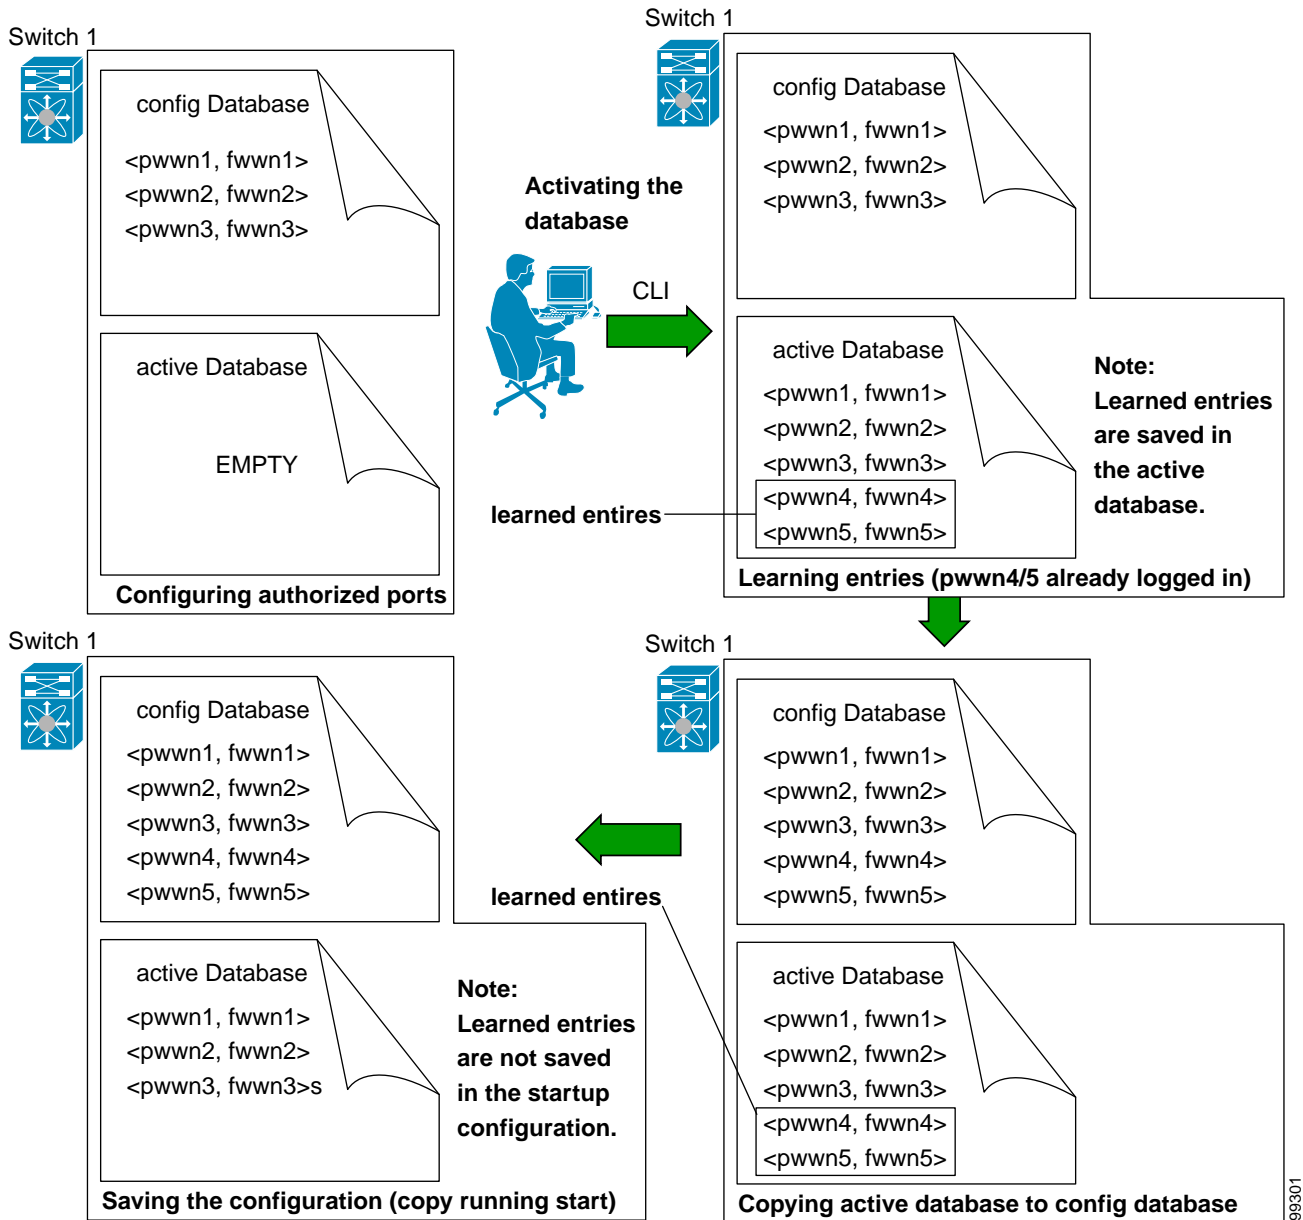 Switch 1
config Database
<pwwn1, fwwn1>
<pwwn2, fwwn2>
<pwwn3, fwwn3>
active Database
EMPTY
Configuring authorized ports
Activating the
database
CLI
Switch 1
config Database
<pwwn1, fwwn1>
<pwwn2, fwwn2>
<pwwn3, fwwn3>
active Database
<pwwn1, fwwn1>
<pwwn2, fwwn2>
<pwwn3, fwwn3>
<pwwn4, fwwn4>
<pwwn5, fwwn5>
learned entires
Note:
Learned entries
are saved in
the active
database.
Learning entries (pwwn4/5 already logged in)
Switch 1
config Database
<pwwn1, fwwn1>
<pwwn2, fwwn2>
<pwwn3, fwwn3>
<pwwn4, fwwn4>
<pwwn5, fwwn5>
active Database
<pwwn1, fwwn1>
<pwwn2, fwwn2>
<pwwn3, fwwn3>s
Note:
Learned entries
are not saved
in the startup
configuration.
Saving the configuration (copy running start)
Switch 1
config Database
<pwwn1, fwwn1>
<pwwn2, fwwn2>
<pwwn3, fwwn3>
<pwwn4, fwwn4>
<pwwn5, fwwn5>
learned entires
active Database
<pwwn1, fwwn1>
<pwwn2, fwwn2>
<pwwn3, fwwn3>
<pwwn4, fwwn4>
<pwwn5, fwwn5>
Copying active database to config database
99301